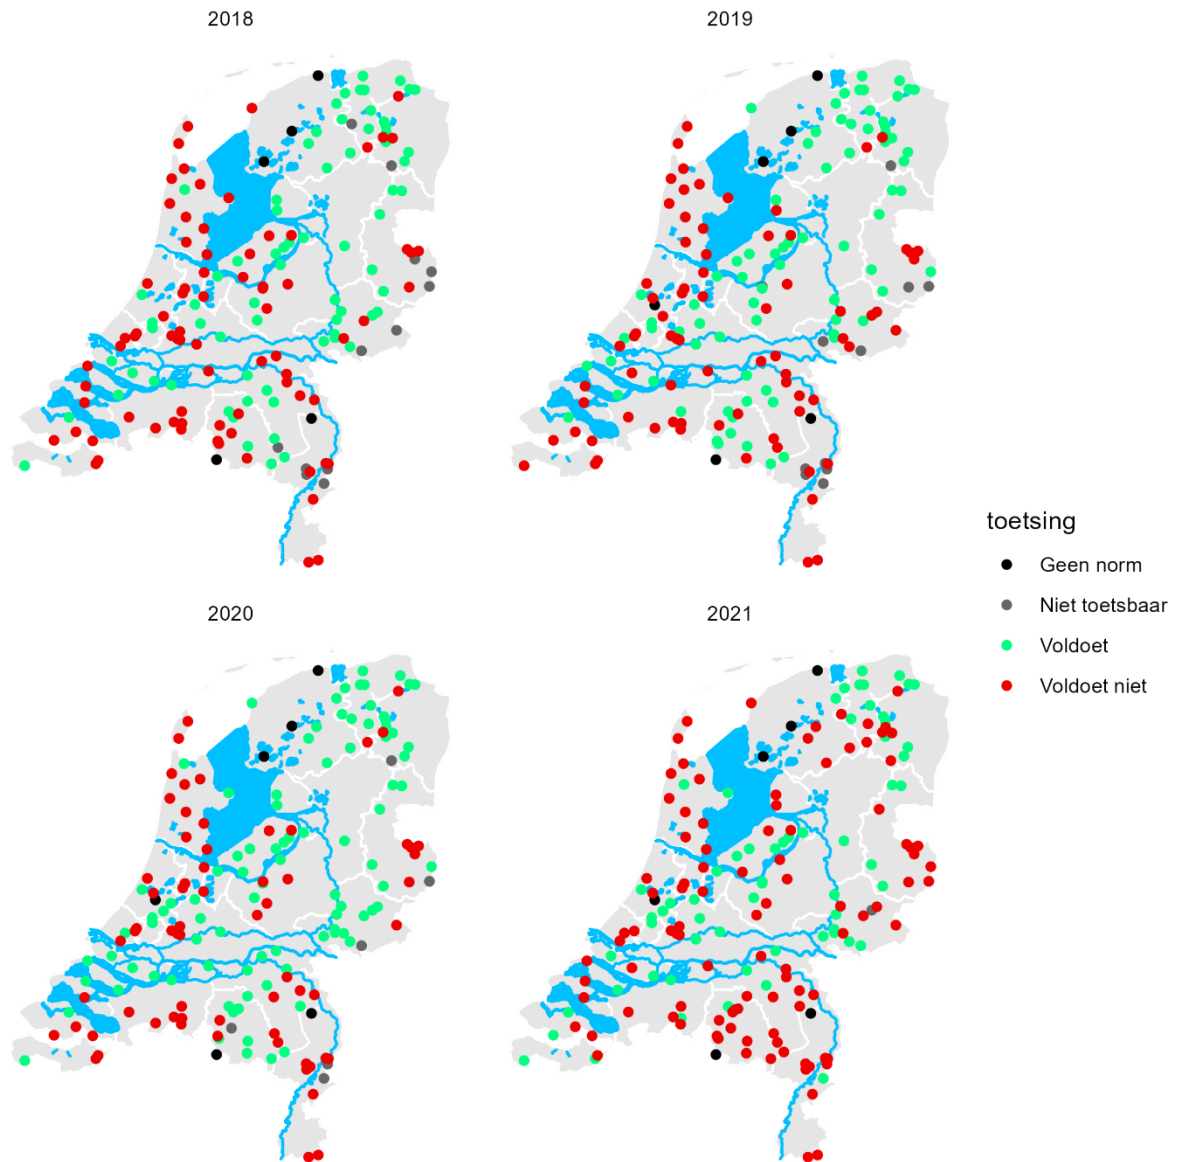 2018
2019
toetsing
Geen norm
Niet toetsbaar
Voldoet
Voldoet niet
2020
2021